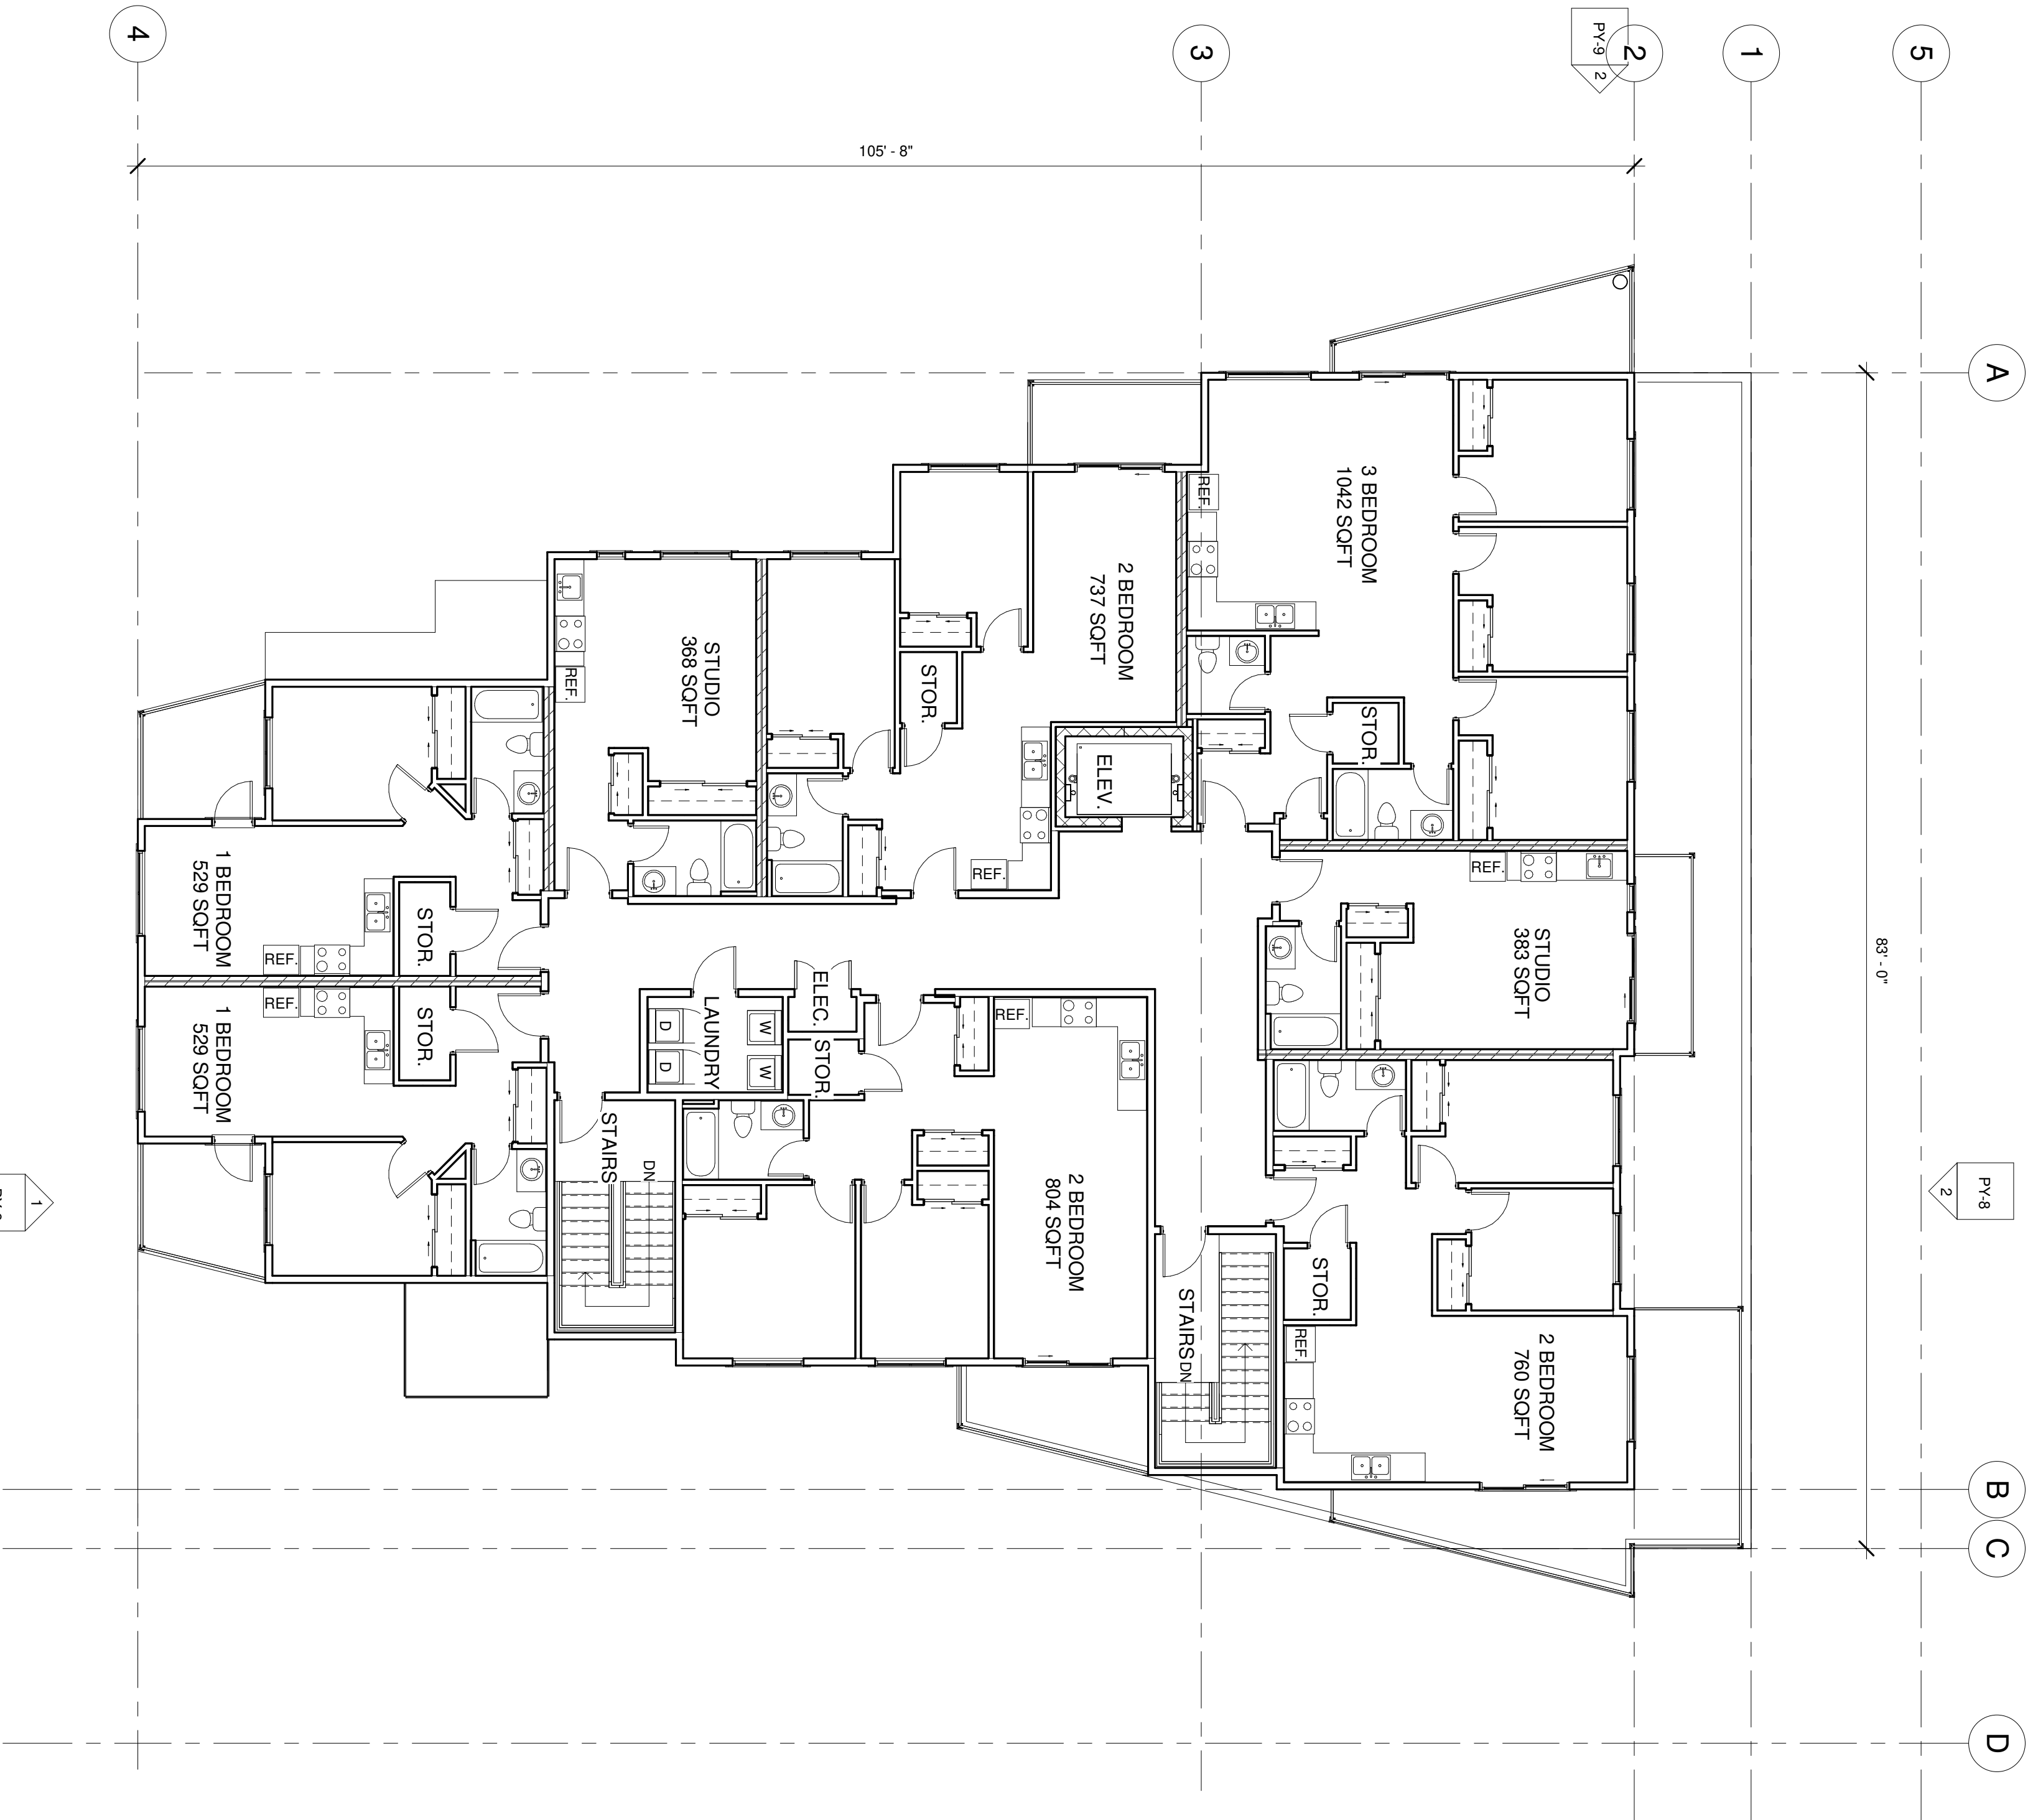 4
3
2
1
5
PY-9
2
105' - 8"
A
3 BEDROOM
1042 SQFT
REF.
STOR.
2 BEDROOM
737 SQFT
STOR.
REF.
ELEV.
STUDIO
368 SQFT
REF.
STUDIO
383 SQFT
REF.
83' - 0"
1 BEDROOM
529 SQFT
STOR.
REF.
1 BEDROOM
529 SQFT
STOR.
REF.
LAUNDRY
D
D
W
W
ELEC.
STOR.
STAIRS
DN
2 BEDROOM
804 SQFT
REF.
STAIRS
DN
2 BEDROOM
760 SQFT
STOR.
REF.
PY-8
2
1
B
C
D